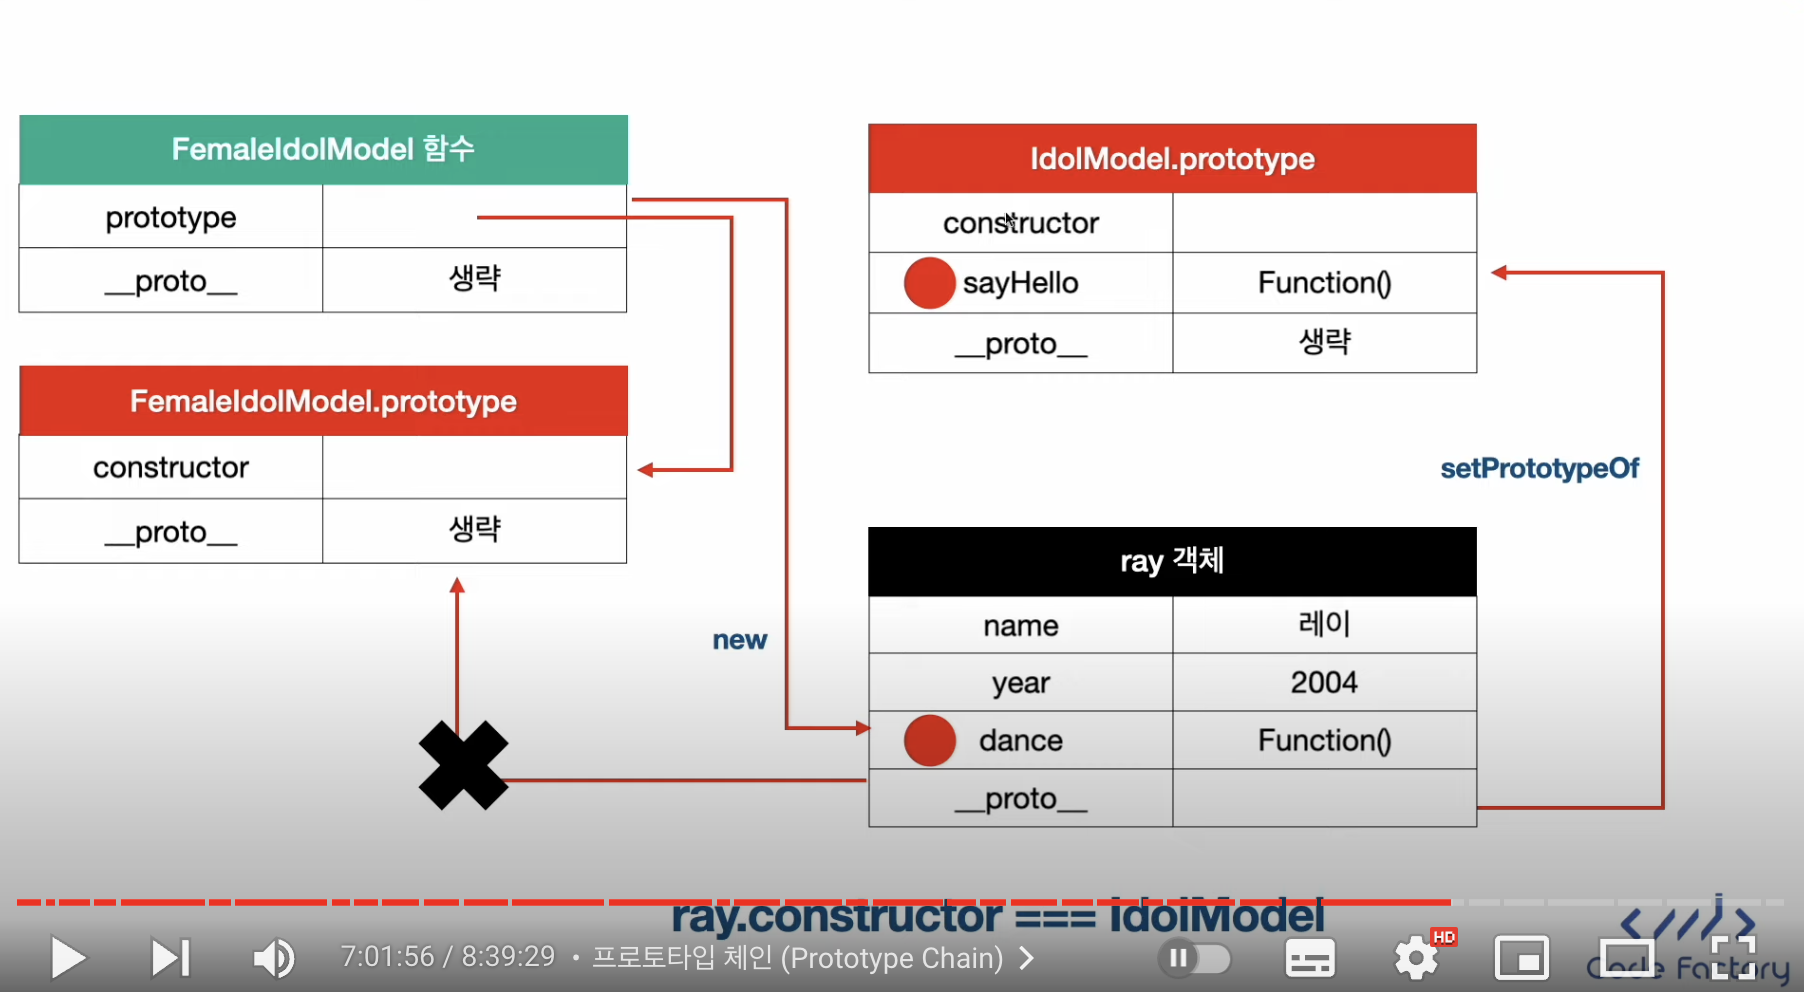 FemaleIdolModel 함수
prototype
__proto__ 생략
FemaleIdolModel.prototype
constructor
__proto__ 생략
IdolModel.prototype
constructor
sayHello Function()
__proto__ 생략
setPrototypeOf
new
ray 객체
name 레이
year 2004
dance Function()
__proto__
ray.constructor === IdolModel
7:01:56 / 8:39:29 • 프로토타입 체인 (Prototype Chain)
HD
Code Factory